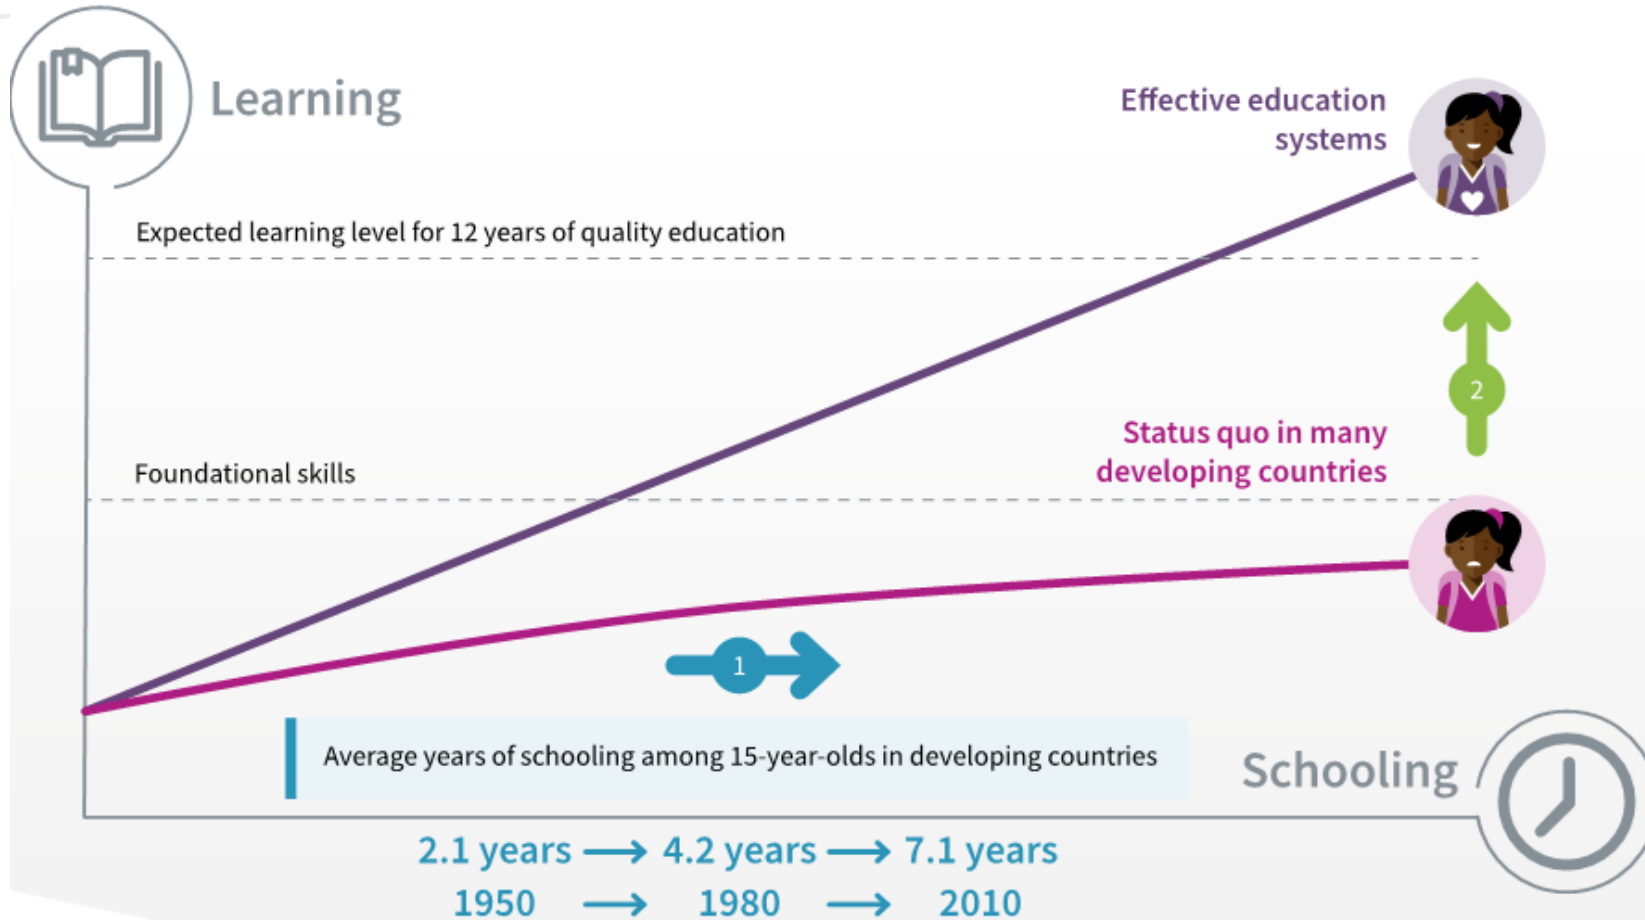 Learning
Effective education
systems
Expected learning level for 12 years of quality education
2
Status quo in many
developing countries
Foundational skills
1
Average years of schooling among 15-year-olds in developing countries
Schooling
2.1 years → 4.2 years → 7.1 years
1950 → 1980 → 2010